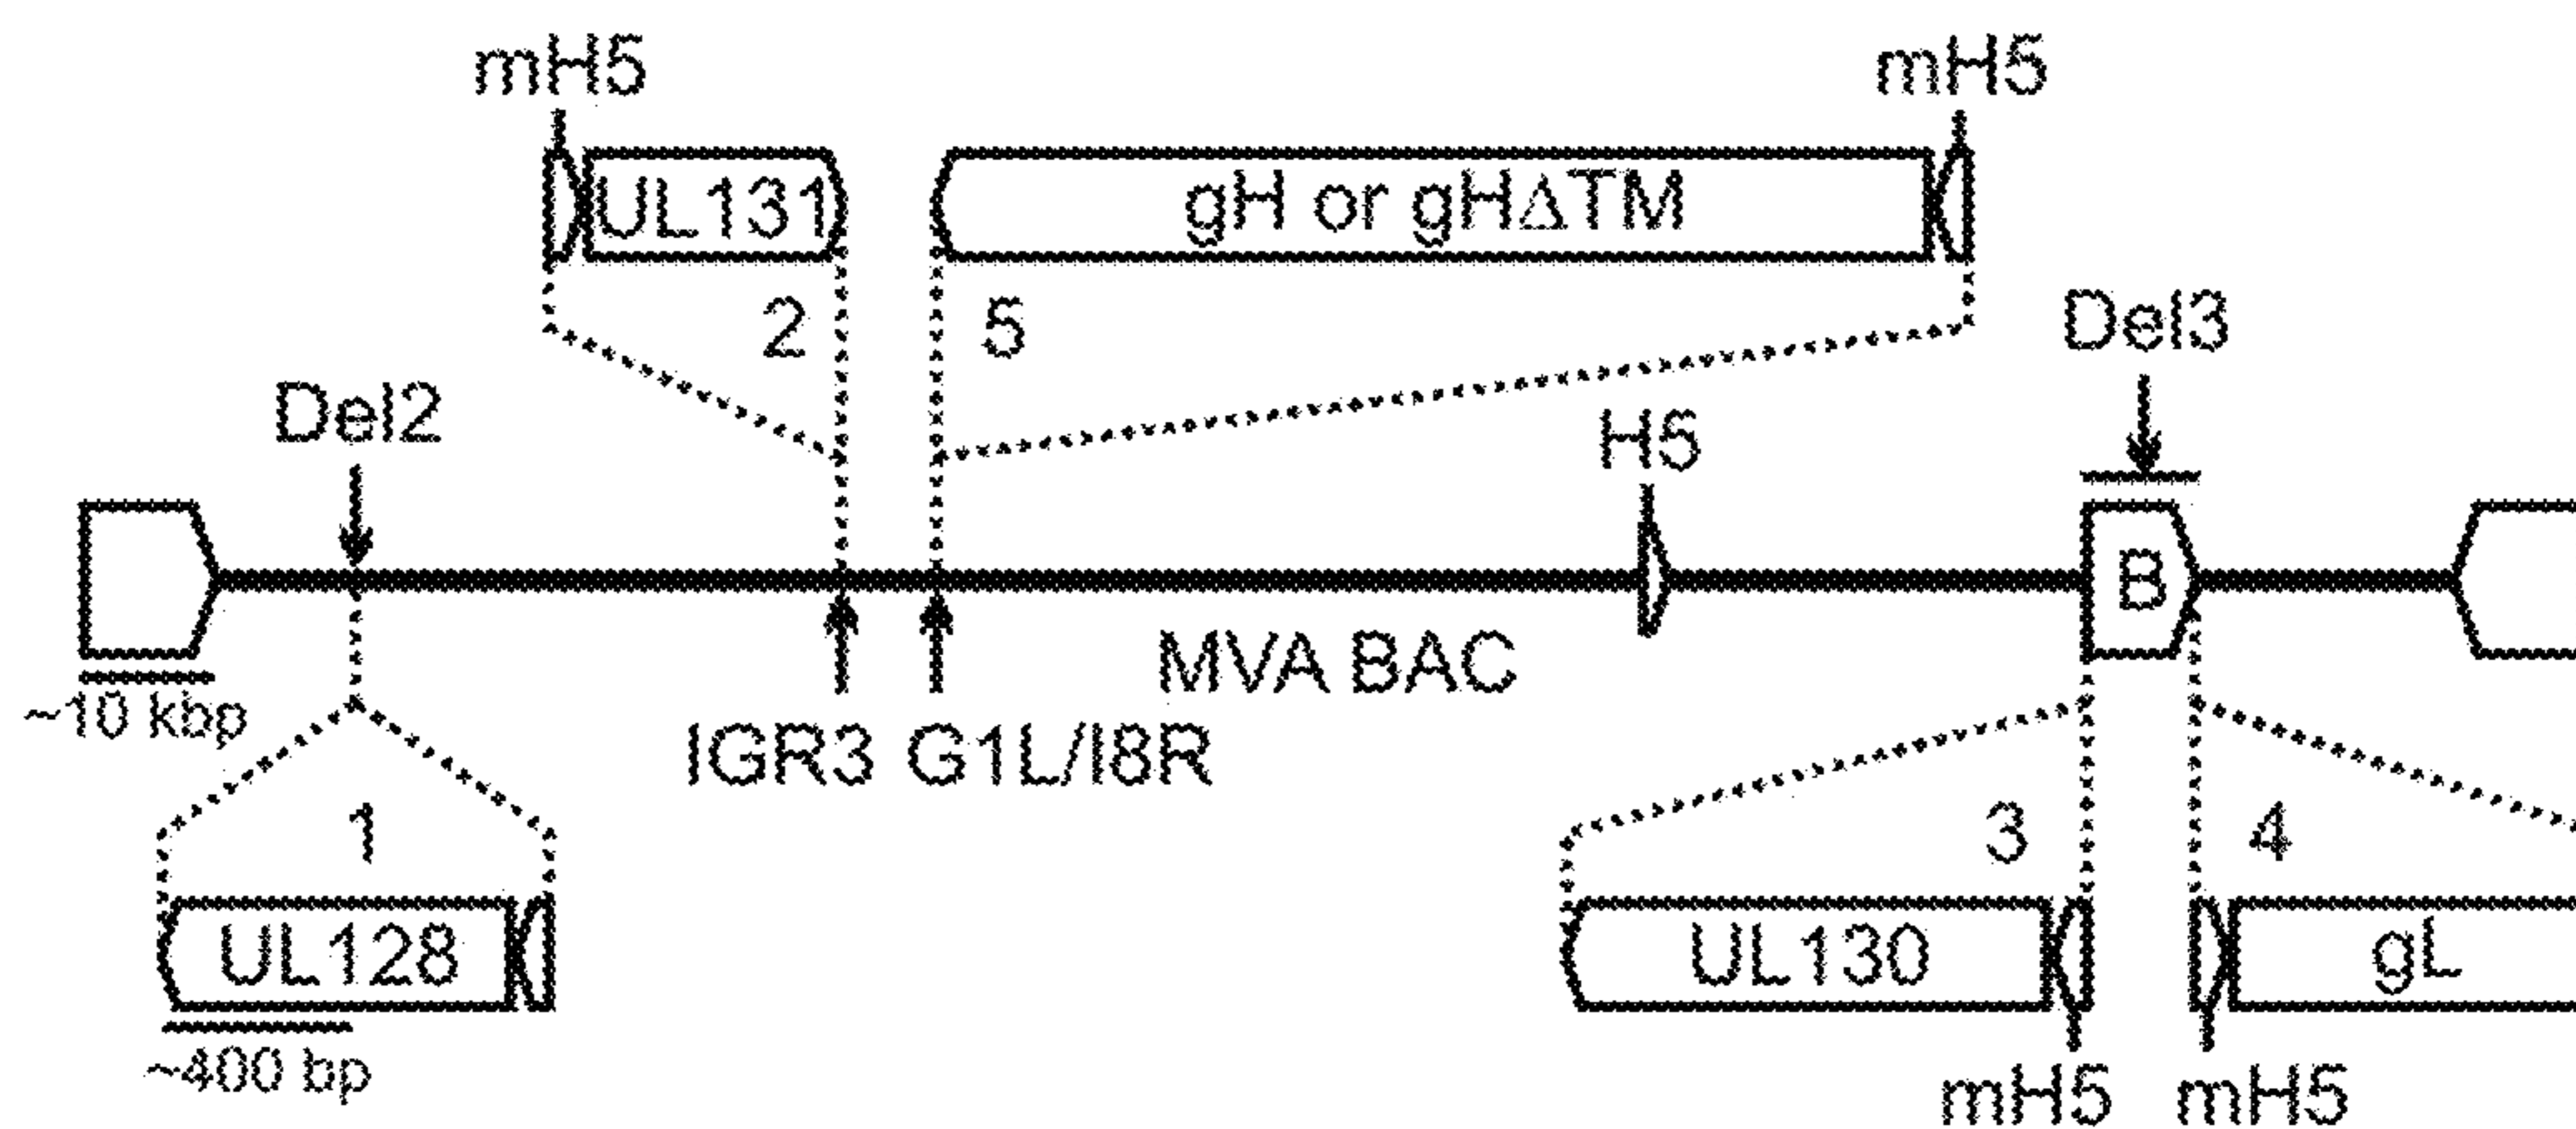 mH5
mH5
UL131
gH or gHΔTM
2
5
Del3
Del2
H5
B
~10 kbp
MVA BAC
IGR3
G1L/I8R
1
3
4
UL128
UL130
gL
~400 bp
mH5
mH5